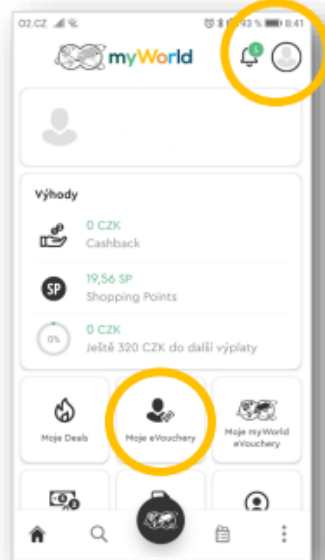 O2.CZ 93 % 8:41
myWorld
5
Výhody
0 CZK
Cashback
SP
19,56 SP
Shopping Points
0%
0 CZK
Ještě 320 CZK do další výplaty
Moje Deals
Moje eVouchery
Moje myWorld
eVouchery